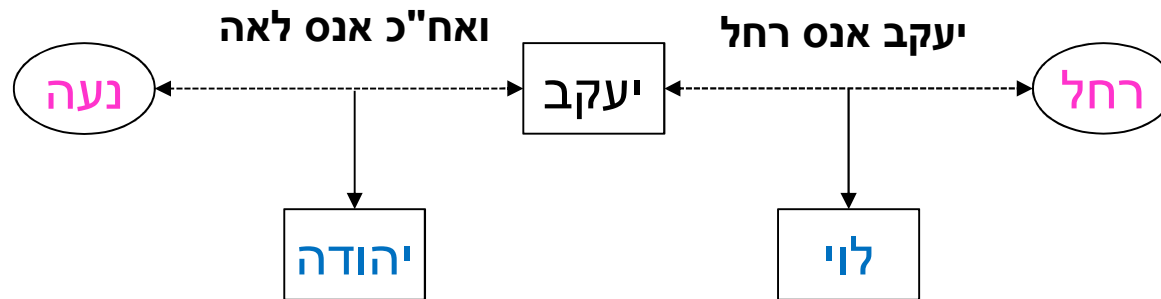 יעקב אנס רחל
ואח"כ אנס לאה
רחל
יעקב
נעה
לוי
יהודה